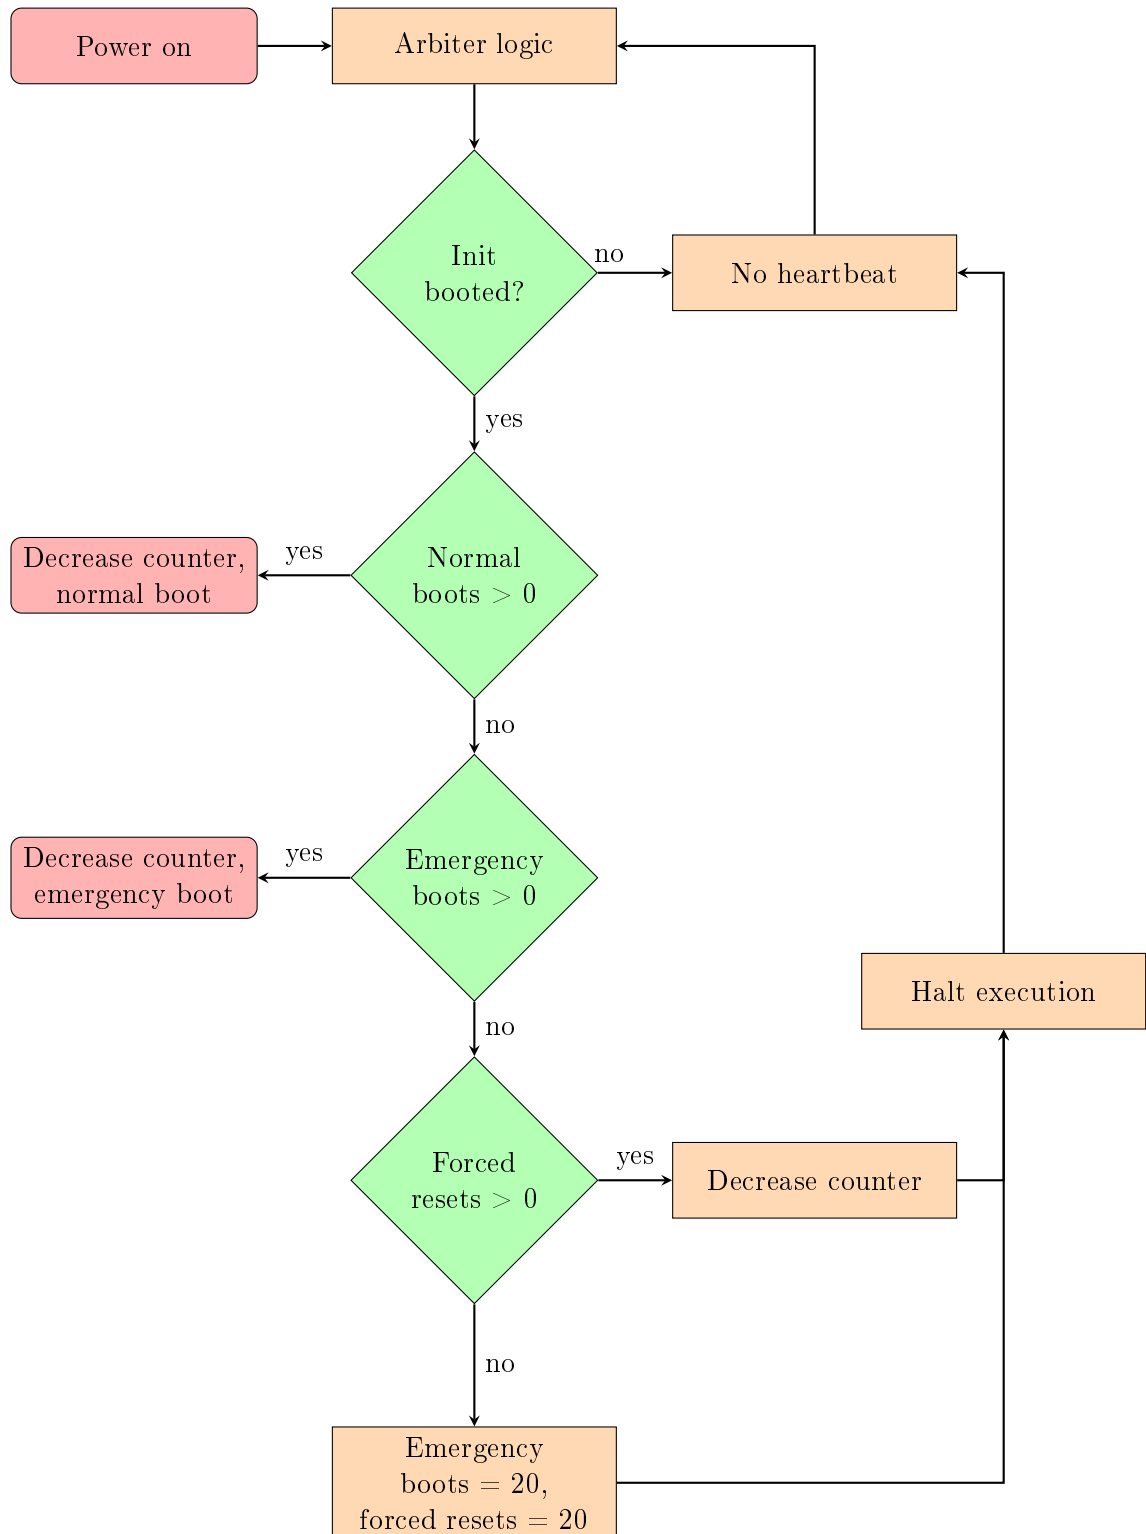 Power on
Arbiter logic
Init
booted?
no
No heartbeat
yes
Normal
boots > 0
yes
Decrease counter,
normal boot
no
Emergency
boots > 0
yes
Decrease counter,
emergency boot
no
Halt execution
Forced
resets > 0
yes
Decrease counter
no
Emergency
boots = 20,
forced resets = 20